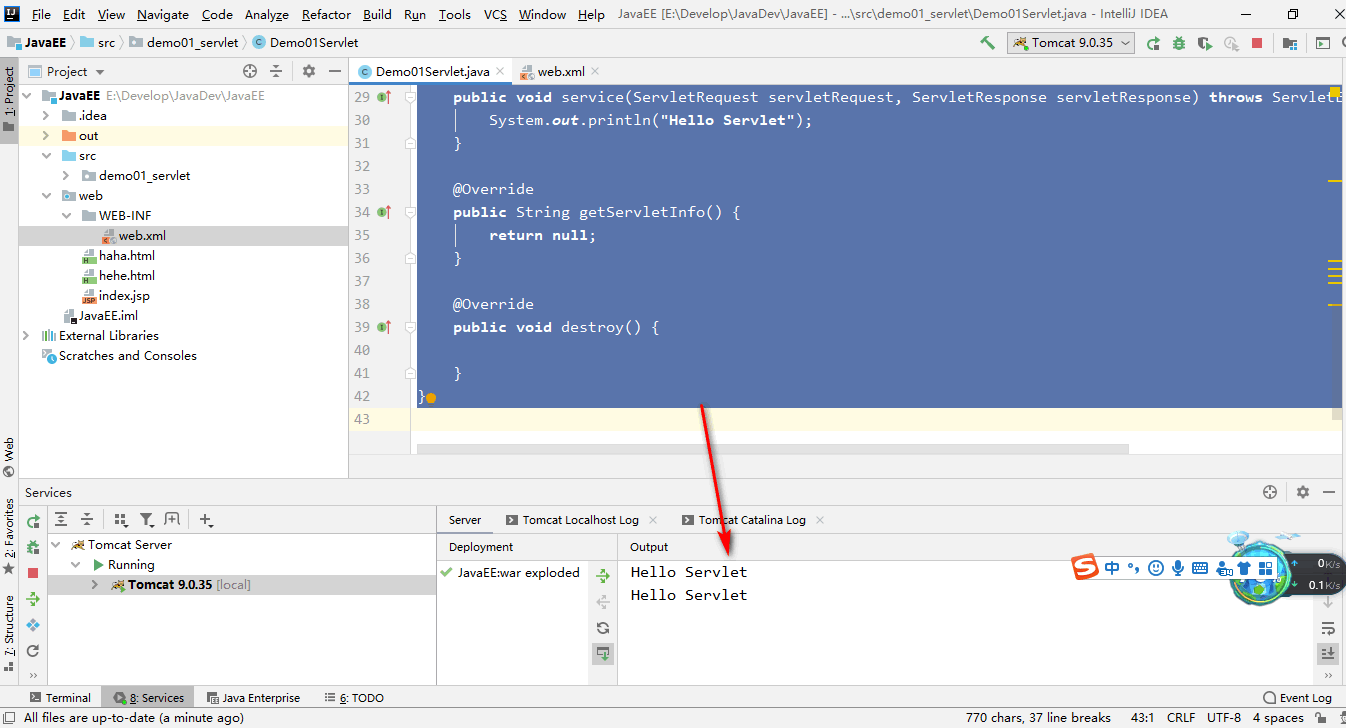 File Edit View Navigate Code Analyze Refactor Build Run Tools VCS Window Help JavaEE [E:\Develop\JavaDev\JavaEE] - ...\src\demo01_servlet\Demo01Servlet.java - IntelliJ IDEA
JavaEE src demo01_servlet Demo01Servlet Tomcat 9.0.35
1: Project
Project
JavaEE E:\Develop\JavaDev\JavaEE
.idea
out
src
demo01_servlet
web
WEB-INF
web.xml
haha.html
hehe.html
index.jsp
JavaEE.iml
External Libraries
Scratches and Consoles
Demo01Servlet.java web.xml
29 public void service(ServletRequest servletRequest, ServletResponse servletResponse) throws ServletE
30 System.out.println("Hello Servlet");
31 }
32
33 @Override
34 public String getServletInfo() {
35 return null;
36 }
37
38 @Override
39 public void destroy() {
40
41 }
42 }
43
Web
2: Favorites
7: Structure
Services
Tomcat Server
Running
Tomcat 9.0.35 [local]
Server Tomcat Localhost Log Tomcat Catalina Log
Deployment Output
JavaEE:war exploded
Hello Servlet
Hello Servlet
S 中
0K/s
0.1K/s
Terminal 8: Services Java Enterprise 6: TODO Event Log
All files are up-to-date (a minute ago) 770 chars, 37 line breaks 43:1 CRLF UTF-8 4 spaces